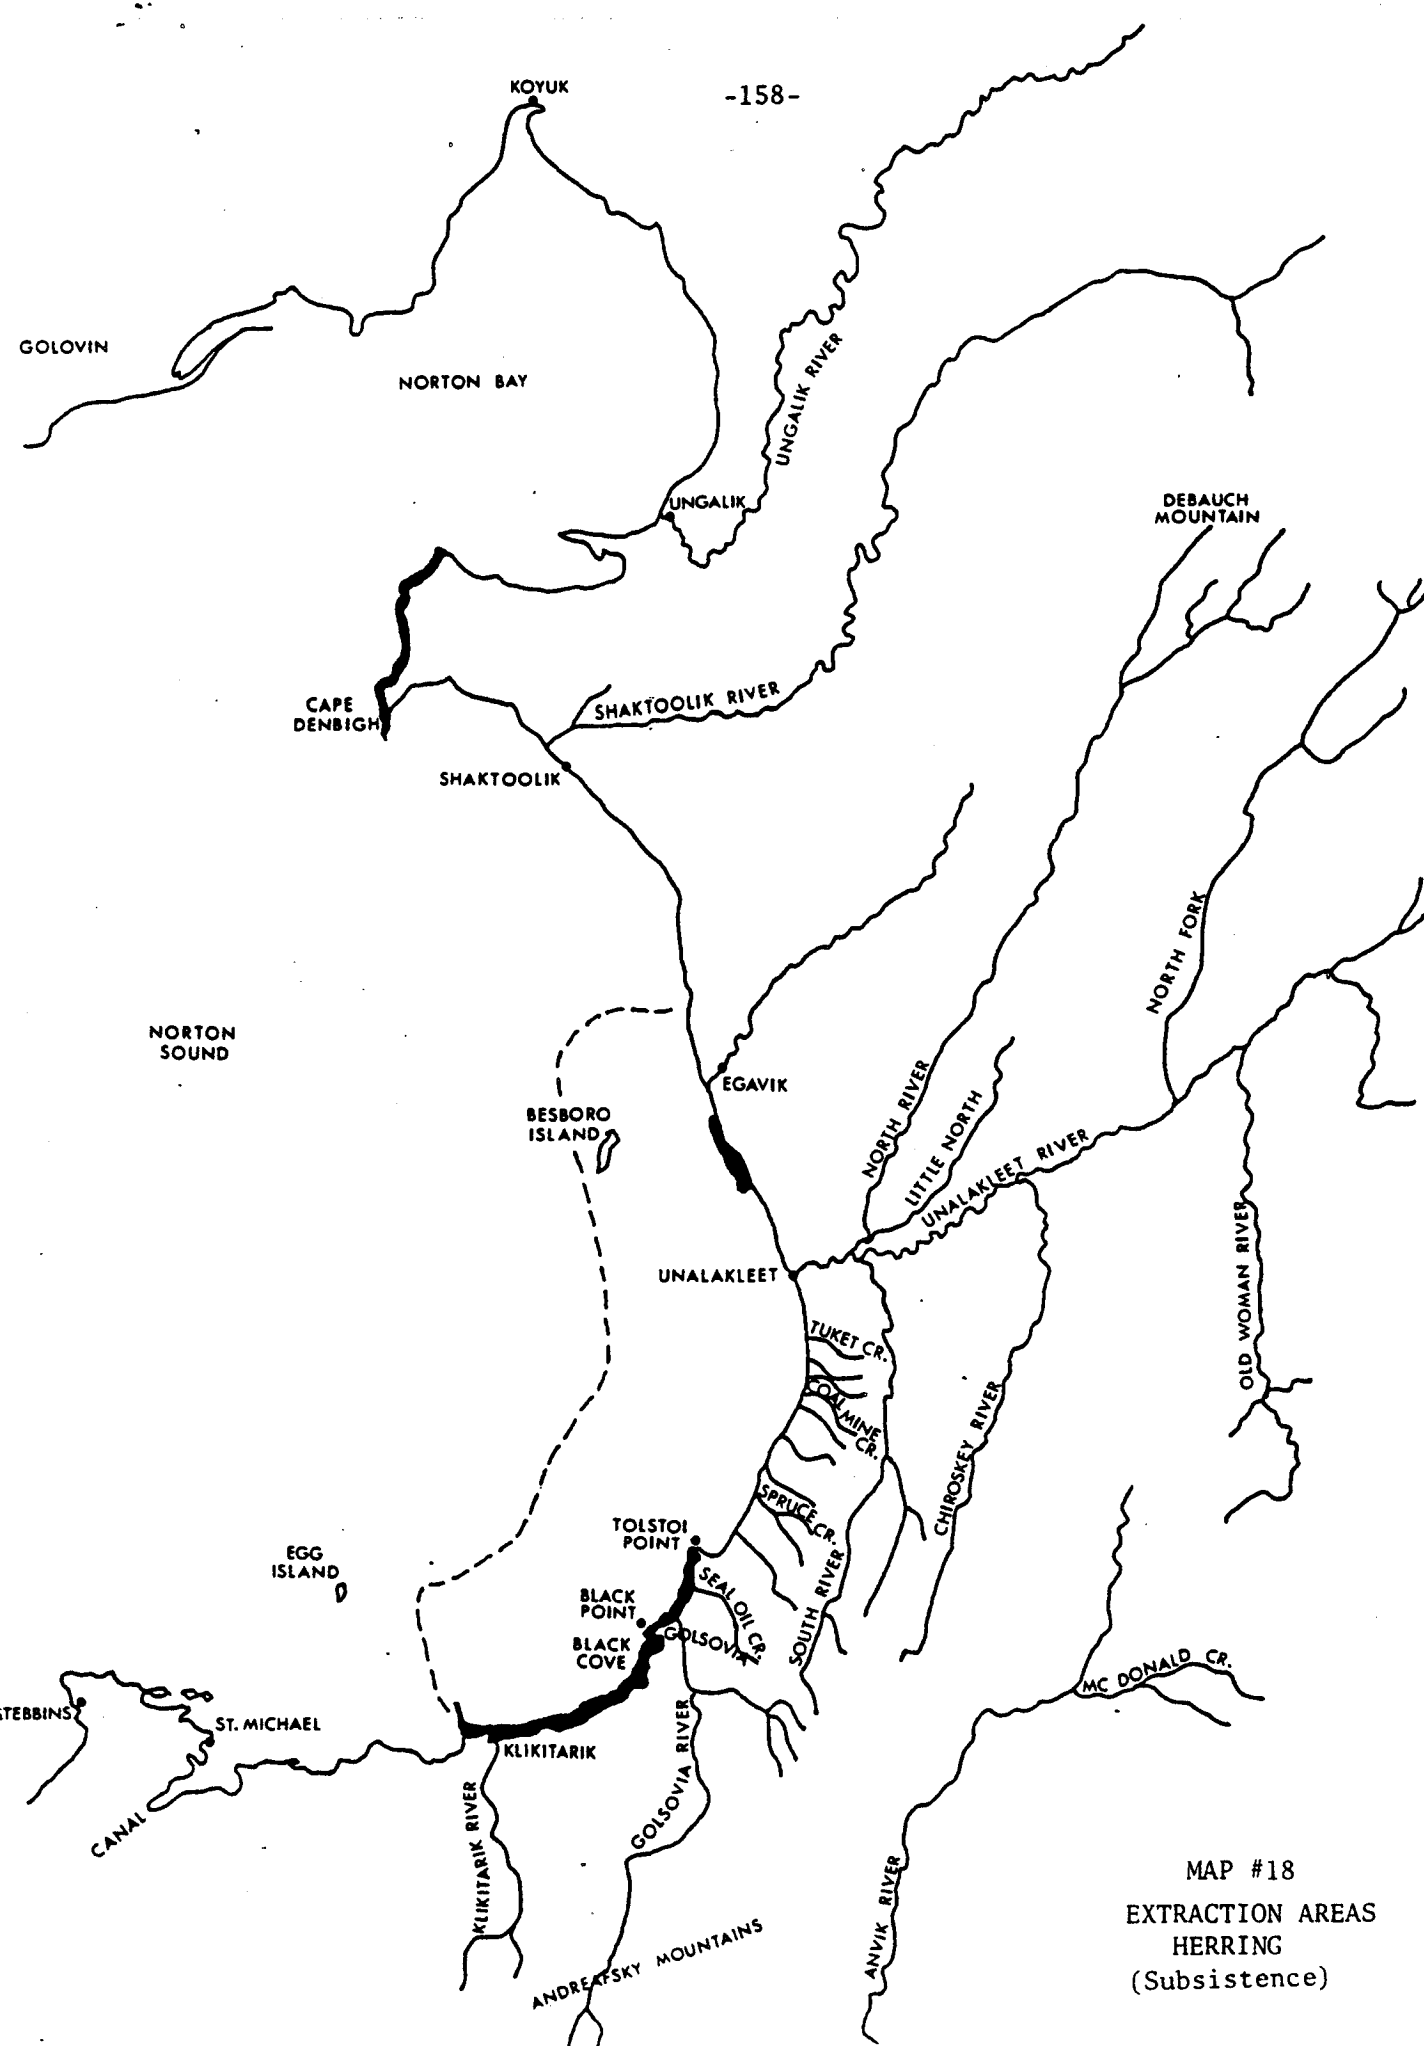 KOYUK
-158-
GOLOVIN
NORTON BAY
UNGALIK RIVER
UNGALIK
DEBAUCH
MOUNTAIN
CAPE
DENBIGH
SHAKTOOLIK RIVER
SHAKTOOLIK
NORTH FORK
NORTON
SOUND
EGAVIK
BESBORO
ISLAND
NORTH RIVER
LITTLE NORTH
UNALAKLEET RIVER
OLD WOMAN RIVER
UNALAKLEET
TUKET CR.
COALMINE
CR.
CHIROSKEY RIVER
SPRUCE
CR.
TOLSTOI
POINT
EGG
ISLAND
SEAL OIL CR.
SOUTH RIVER
BLACK
POINT
GOLSOVIA
BLACK
COVE
MC DONALD CR.
STEBBINS
ST. MICHAEL
KLIKITARIK
CANAL
KLIKITARIK RIVER
GOLSOVIA RIVER
ANVIK RIVER
ANDREAFSKY MOUNTAINS
MAP #18
EXTRACTION AREAS
HERRING
(Subsistence)